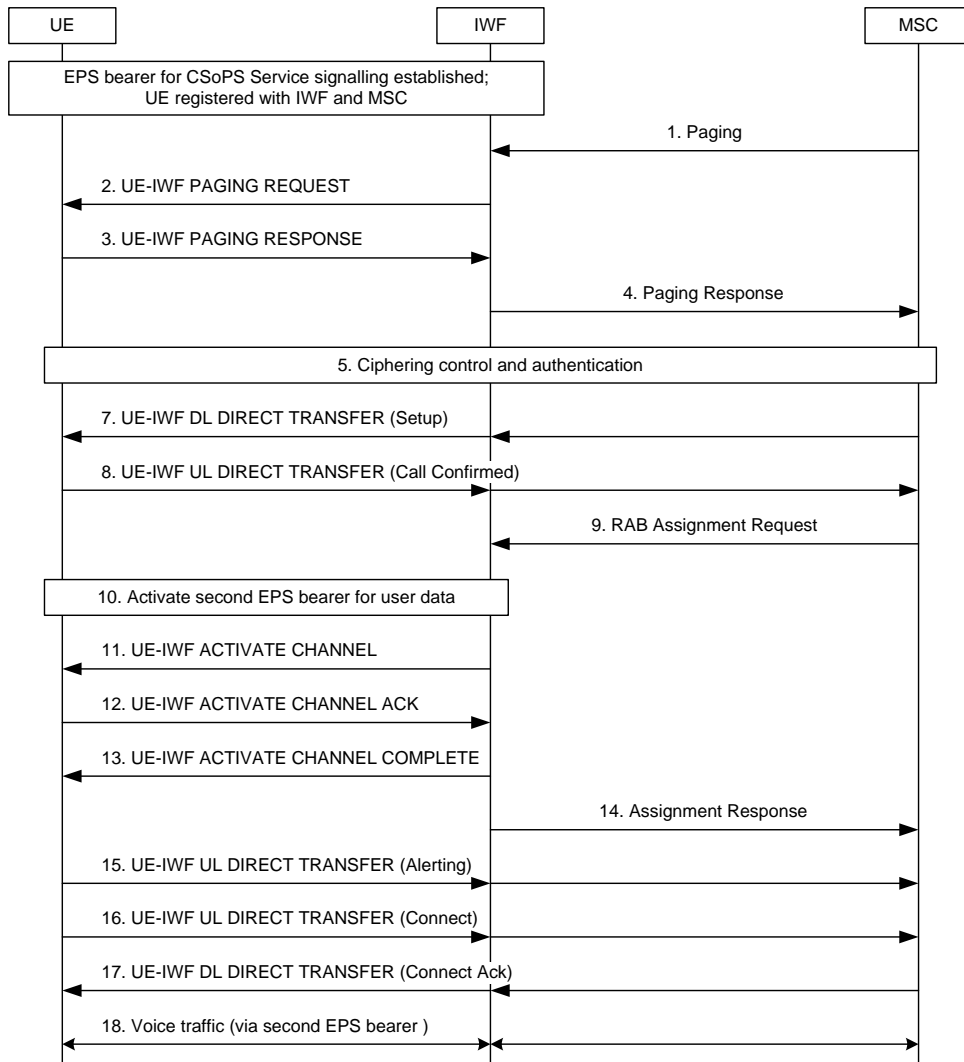 UE
IWF
MSC
EPS bearer for CSoPS Service signalling established;
UE registered with IWF and MSC
1. Paging
2. UE-IWF PAGING REQUEST
3. UE-IWF PAGING RESPONSE
4. Paging Response
5. Ciphering control and authentication
7. UE-IWF DL DIRECT TRANSFER (Setup)
8. UE-IWF UL DIRECT TRANSFER (Call Confirmed)
9. RAB Assignment Request
10. Activate second EPS bearer for user data
11. UE-IWF ACTIVATE CHANNEL
12. UE-IWF ACTIVATE CHANNEL ACK
13. UE-IWF ACTIVATE CHANNEL COMPLETE
14. Assignment Response
15. UE-IWF UL DIRECT TRANSFER (Alerting)
16. UE-IWF UL DIRECT TRANSFER (Connect)
17. UE-IWF DL DIRECT TRANSFER (Connect Ack)
18. Voice traffic (via second EPS bearer )